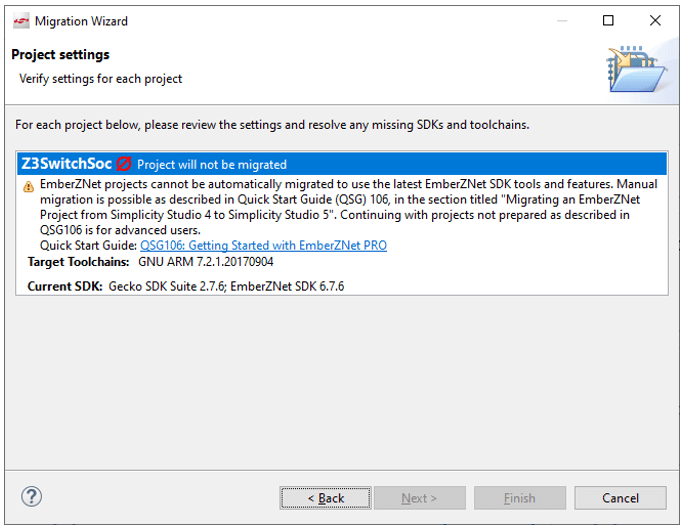 Migration Wizard
Project settings
Verify settings for each project
For each project below, please review the settings and resolve any missing SDKs and toolchains.
Z3SwitchSoc Project will not be migrated
EmberZNet projects cannot be automatically migrated to use the latest EmberZNet SDK tools and features. Manual
migration is possible as described in Quick Start Guide (QSG) 106, in the section titled "Migrating an EmberZNet
Project from Simplicity Studio 4 to Simplicity Studio 5". Continuing with projects not prepared as described in
QSG106 is for advanced users.
Quick Start Guide: QSG106: Getting Started with EmberZNet PRO
Target Toolchains: GNU ARM 7.2.1.20170904
Current SDK: Gecko SDK Suite 2.7.6; EmberZNet SDK 6.7.6
? < Back Next > Finish Cancel